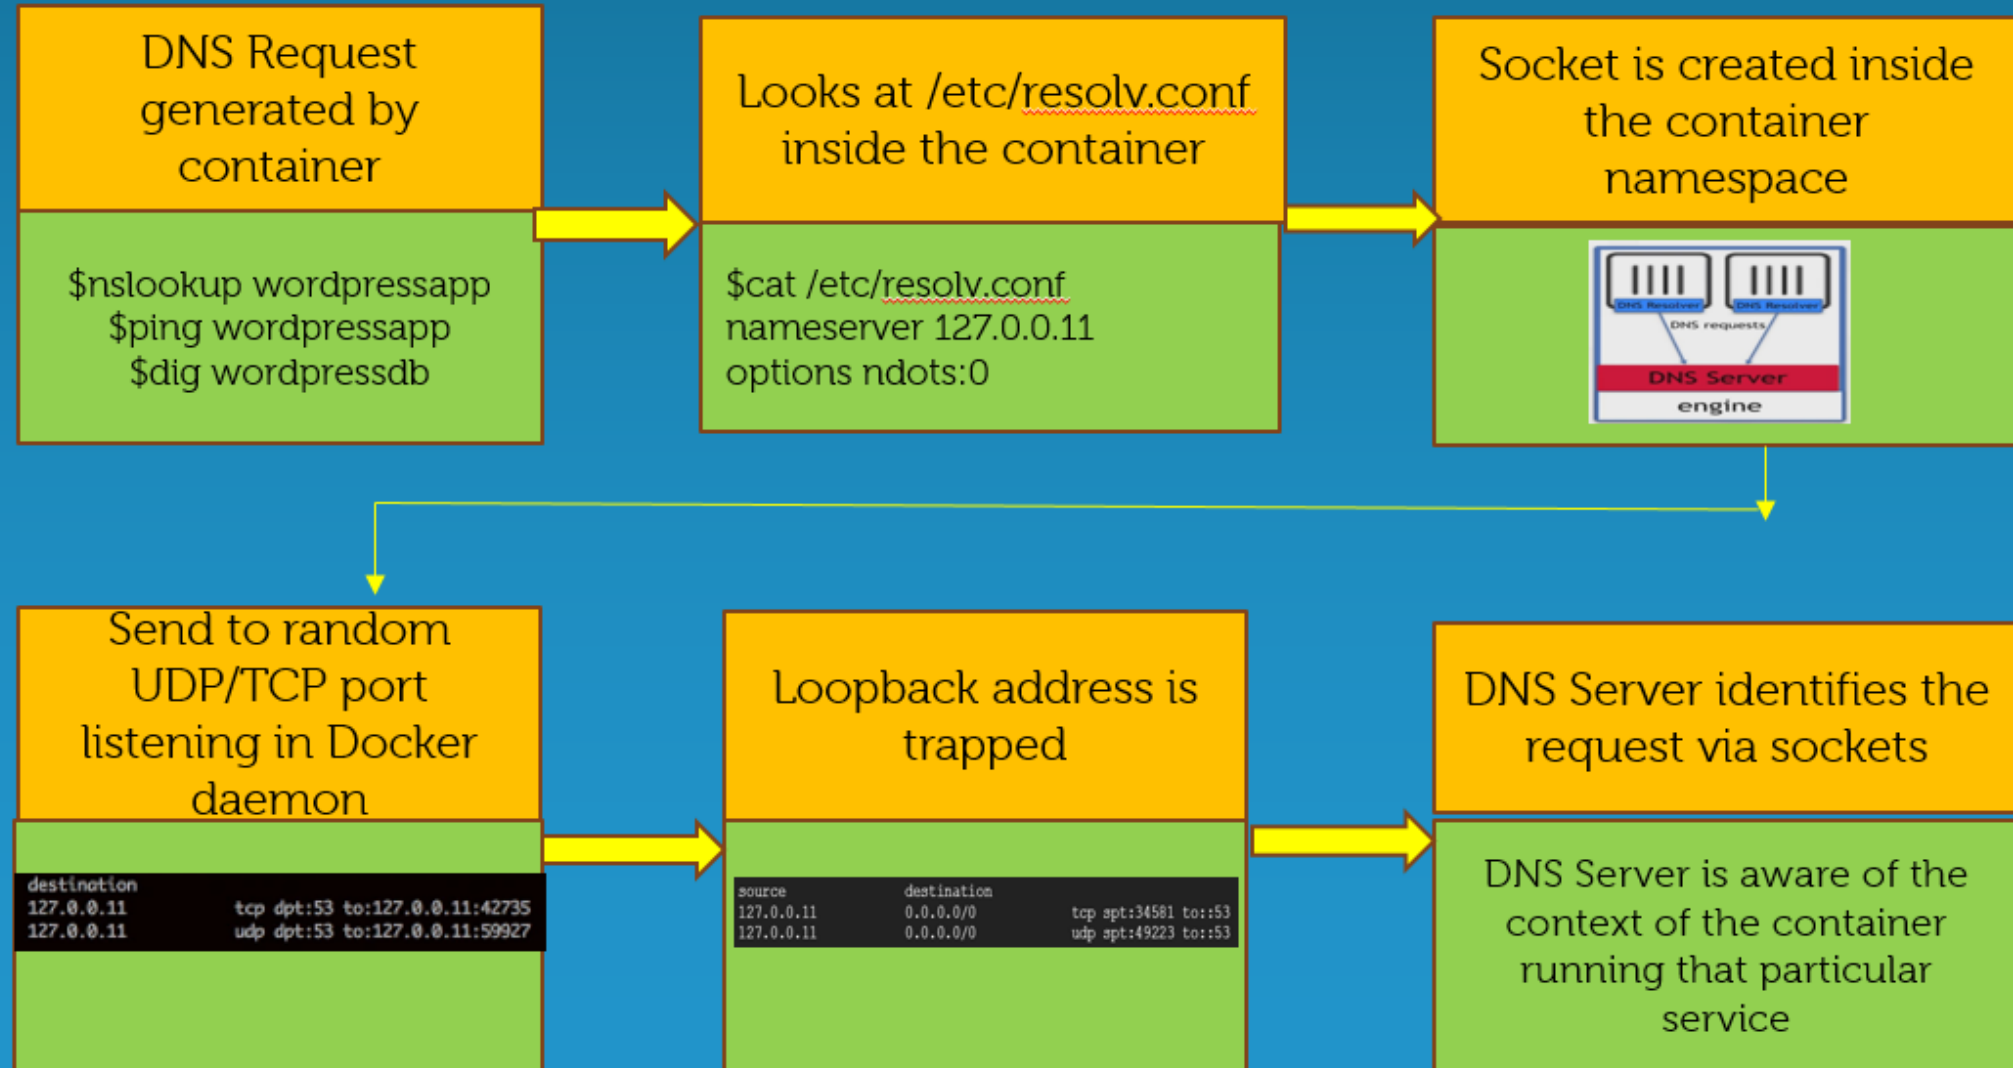 DNS Request
generated by
container
$nslookup wordpressapp
$ping wordpressapp
$dig wordpressdb
Looks at /etc/resolv.conf
inside the container
$cat /etc/resolv.conf
nameserver 127.0.0.11
options ndots:0
Socket is created inside
the container
namespace
DNS Resolver
DNS Resolver
DNS requests
DNS Server
engine
Send to random
UDP/TCP port
listening in Docker
daemon
destination
127.0.0.11 tcp dpt:53 to:127.0.0.11:42735
127.0.0.11 udp dpt:53 to:127.0.0.11:59927
Loopback address is
trapped
source destination
127.0.0.11 0.0.0.0/0 tcp spt:34581 to::53
127.0.0.11 0.0.0.0/0 udp spt:49223 to::53
DNS Server identifies the
request via sockets
DNS Server is aware of the
context of the container
running that particular
service